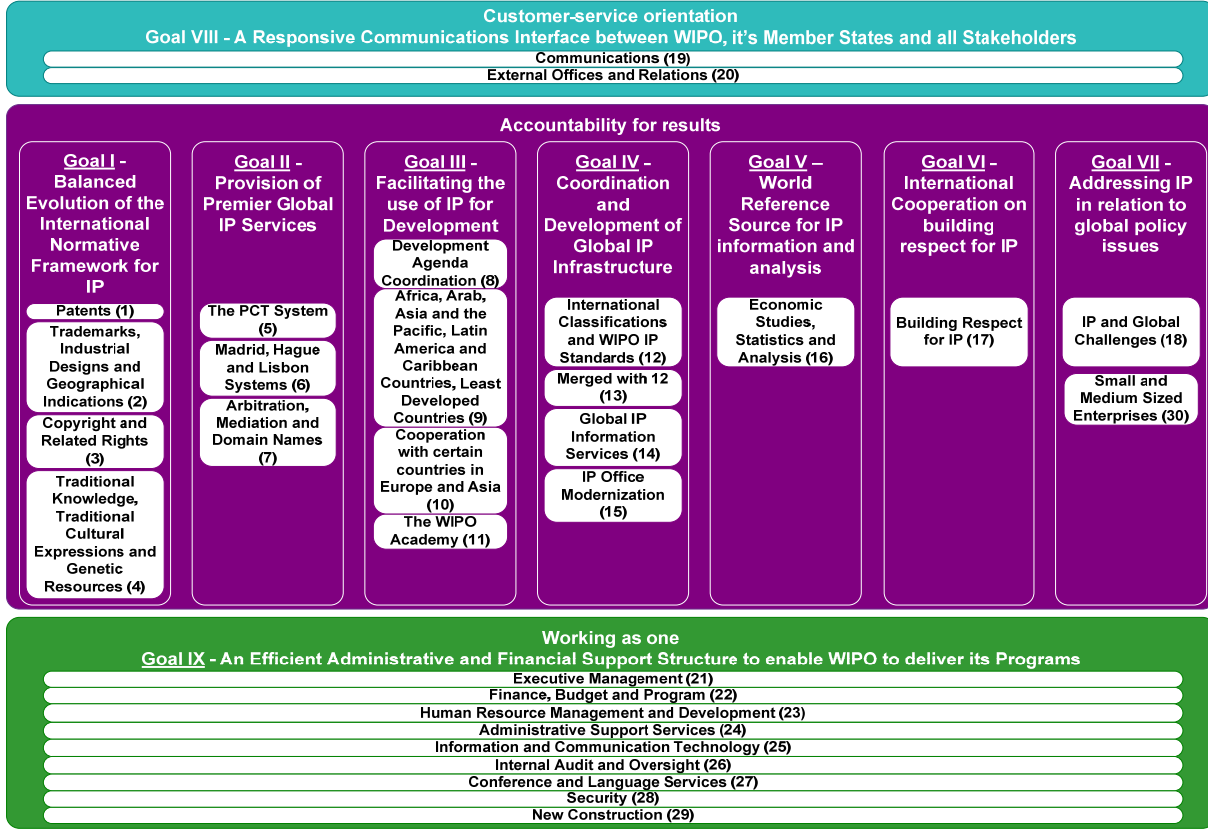 Customer-service orientation
Goal VIII - A Responsive Communications Interface between WIPO, it's Member States and all Stakeholders
Communications (19)
External Offices and Relations (20)
Accountability for results
Goal I -
Balanced
Evolution of the
International
Normative
Framework for
IP
Patents (1)
Trademarks,
Industrial
Designs and
Geographical
Indications (2)
Copyright and
Related Rights
(3)
Traditional
Knowledge,
Traditional
Cultural
Expressions and
Genetic
Resources (4)
Goal II -
Provision of
Premier Global
IP Services
The PCT System
(5)
Madrid, Hague
and Lisbon
Systems (6)
Arbitration,
Mediation and
Domain Names
(7)
Goal III -
Facilitating the
use of IP for
Development
Development
Agenda
Coordination (8)
Africa, Arab,
Asia and the
Pacific, Latin
America and
Caribbean
Countries, Least
Developed
Countries (9)
Cooperation
with certain
countries in
Europe and Asia
(10)
The WIPO
Academy (11)
Goal IV –
Coordination
and
Development of
Global IP
Infrastructure
International
Classifications
and WIPO IP
Standards (12)
Merged with 12
(13)
Global IP
Information
Services (14)
IP Office
Modernization
(15)
Goal V –
World
Reference
Source for IP
information and
analysis
Economic
Studies,
Statistics and
Analysis (16)
Goal VI -
International
Cooperation on
building
respect for IP
Building Respect
for IP (17)
Goal VII -
Addressing IP
in relation to
global policy
issues
IP and Global
Challenges (18)
Small and
Medium Sized
Enterprises (30)
Working as one
Goal IX - An Efficient Administrative and Financial Support Structure to enable WIPO to deliver its Programs
Executive Management (21)
Finance, Budget and Program (22)
Human Resource Management and Development (23)
Administrative Support Services (24)
Information and Communication Technology (25)
Internal Audit and Oversight (26)
Conference and Language Services (27)
Security (28)
New Construction (29)